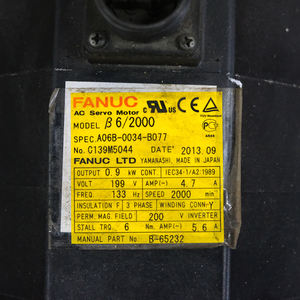 FANUC
AC Servo Motor
MODEL β 6/2000
SPEC. A06B-0034-B077
No. C139M5044 DATE 2013.09
FANUC LTD YAMANASHI, MADE IN JAPAN
OUTPUT 0.9 kW CONT IEC34-1/A2:1989
VOLT 199 V AMP(~) 4.7 A
FREQ. 133 Hz SPEED 2000 min⁻¹
INSULATION F 3 PHASE WINDING CONN-Y
PERM. MAG. FIELD 200 V INVERTER
STALL TRQ. 6 Nm AMP(~) 5.6 A
MANUAL PART No. B-65232